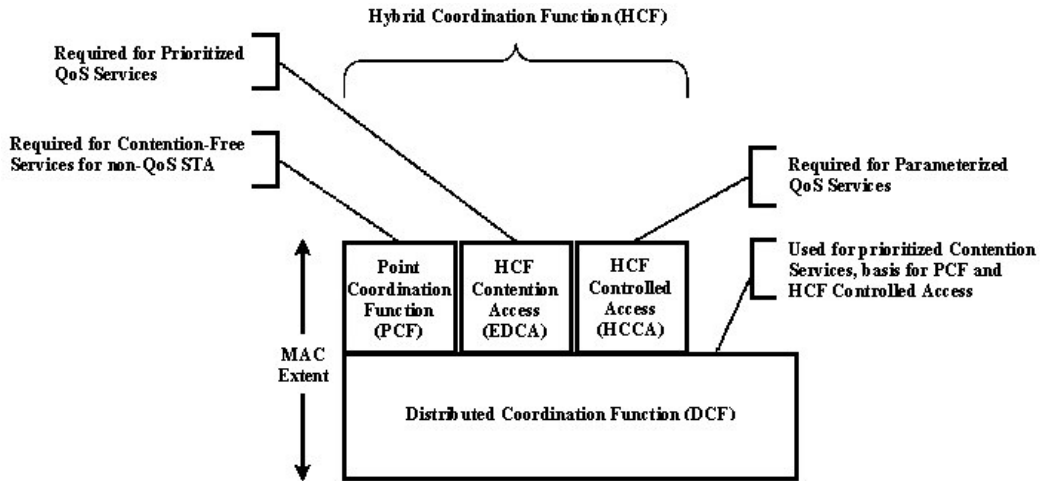 Hybrid Coordination Function (HCF)
Required for Prioritized
QoS Services
Required for Contention-Free
Services for non-QoS STA
Required for Parameterized
QoS Services
Used for prioritized Contention
Services, basis for PCF and
HCF Controlled Access
Point
Coordination
Function
(PCF)
HCF
Contention
Access
(EDCA)
HCF
Controlled
Access
(HCCA)
MAC
Extent
Distributed Coordination Function (DCF)